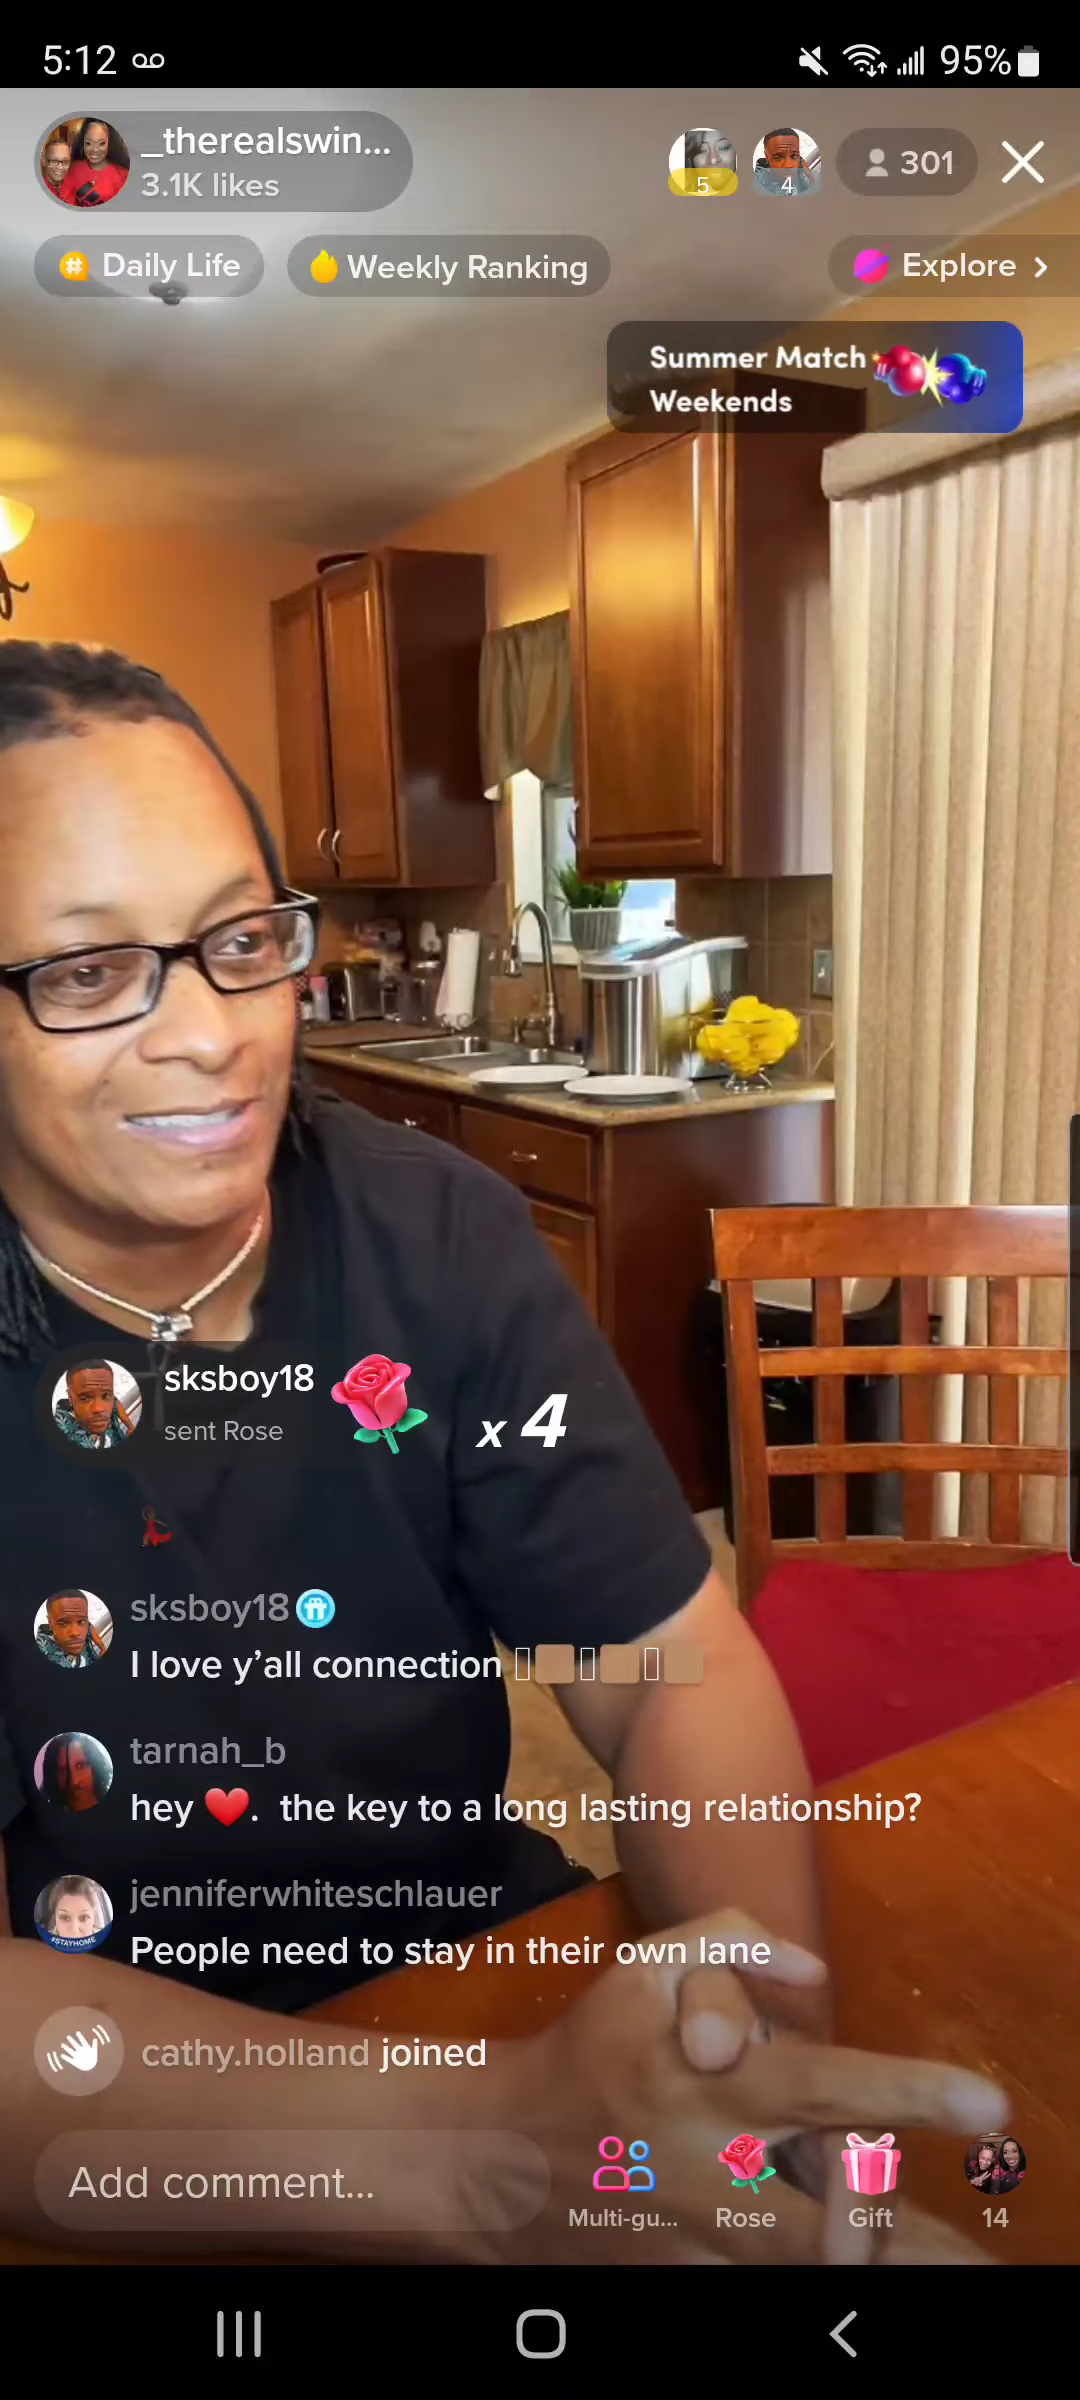 5:12
95%
_therealswin...
3.1K likes
5
4
301
Daily Life
Weekly Ranking
Explore
Summer Match
Weekends
sksboy18
sent Rose
x 4
sksboy18
I love y’all connection
tarnah_b
hey ❤️. the key to a long lasting relationship?
jenniferwhiteschlauer
#STAYHOME
People need to stay in their own lane
cathy.holland joined
Add comment...
Multi-gu...
Rose
Gift
14